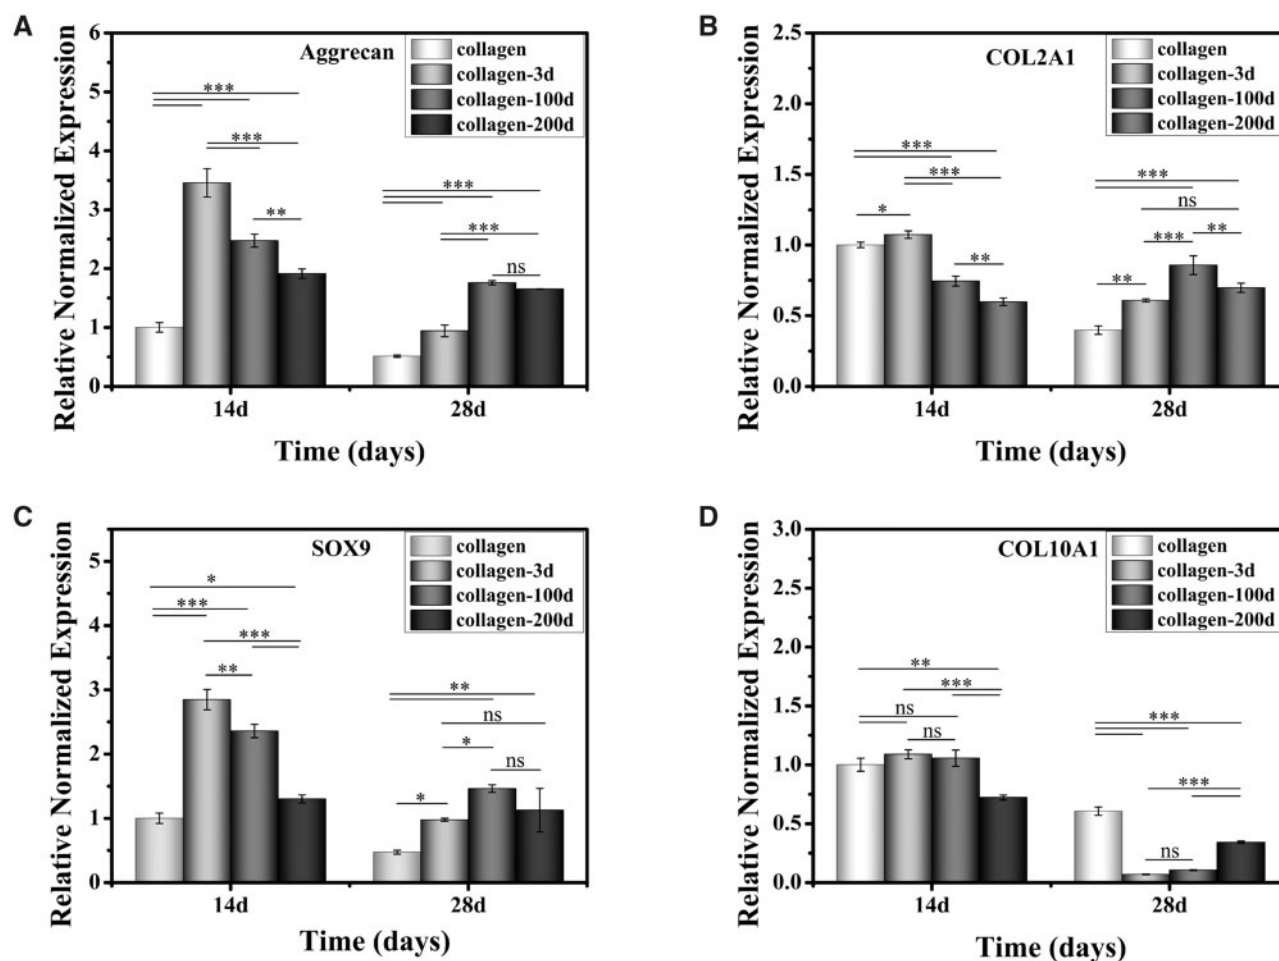 A
Aggrecan
collagen
collagen-3d
collagen-100d
collagen-200d
Relative Normalized Expression
6
5
4
3
2
1
0
***
***
**
***
***
ns
14d
28d
Time (days)
B
COL2A1
collagen
collagen-3d
collagen-100d
collagen-200d
Relative Normalized Expression
2.5
2.0
1.5
1.0
0.5
0.0
***
***
*
**
***
ns
***
**
**
14d
28d
Time (days)
C
SOX9
collagen
collagen-3d
collagen-100d
collagen-200d
Relative Normalized Expression
5
4
3
2
1
0
*
***
***
**
**
ns
*
ns
*
14d
28d
Time (days)
D
COL10A1
collagen
collagen-3d
collagen-100d
collagen-200d
Relative Normalized Expression
3.0
2.5
2.0
1.5
1.0
0.5
0.0
**
***
ns
ns
***
***
ns
14d
28d
Time (days)